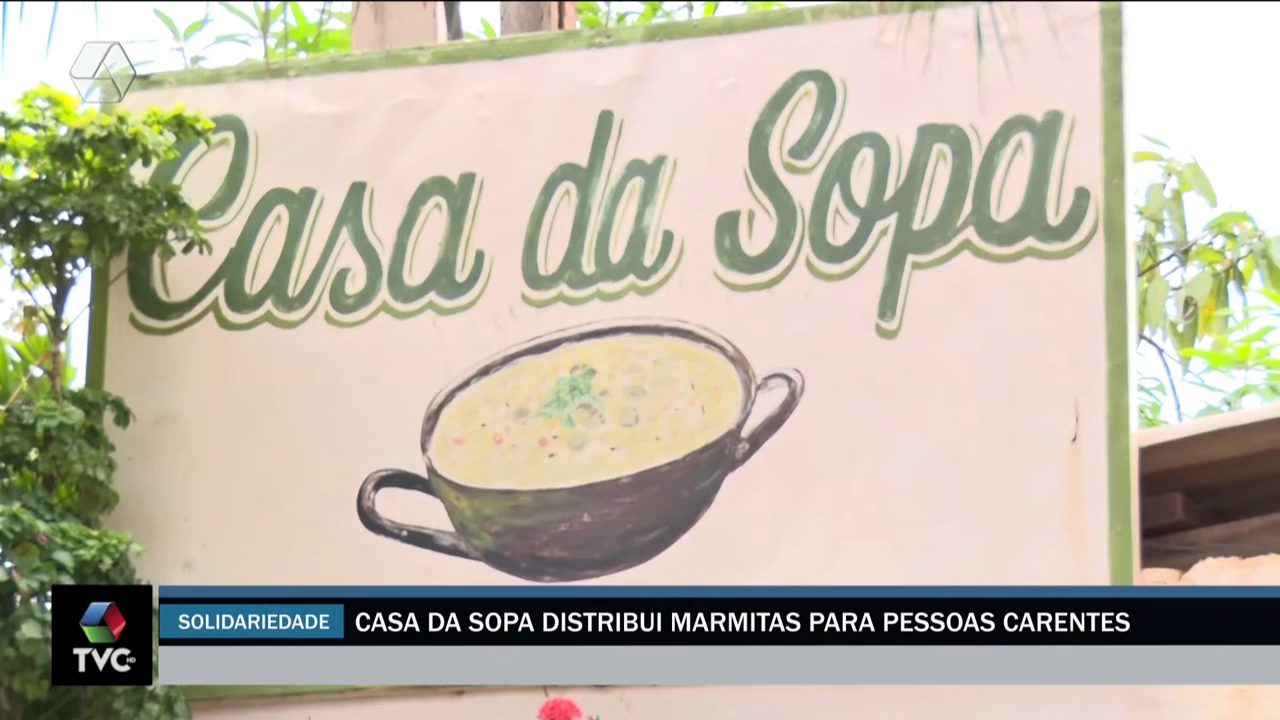 Casa da Sopa
SOLIDARIEDADE
CASA DA SOPA DISTRIBUI MARMITAS PARA PESSOAS CARENTES
TVC HD